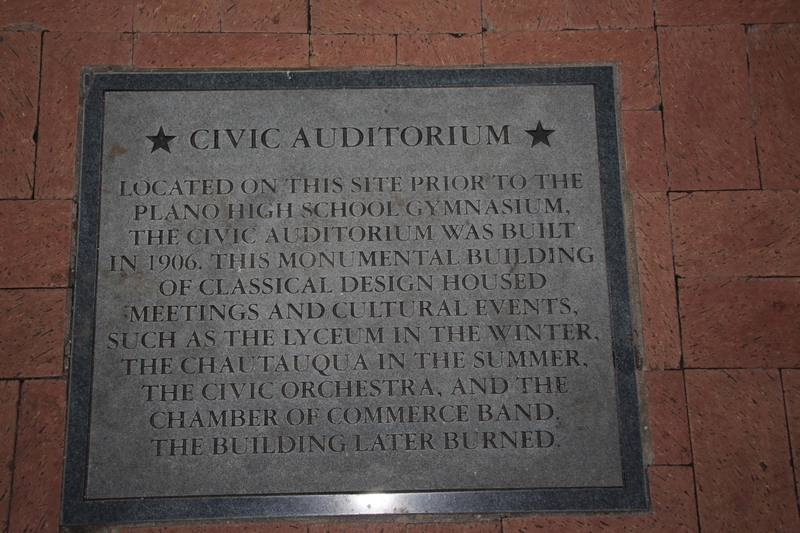 ★ CIVIC AUDITORIUM ★
LOCATED ON THIS SITE PRIOR TO THE
PLANO HIGH SCHOOL GYMNASIUM,
THE CIVIC AUDITORIUM WAS BUILT
IN 1906. THIS MONUMENTAL BUILDING
OF CLASSICAL DESIGN HOUSED
MEETINGS AND CULTURAL EVENTS,
SUCH AS THE LYCEUM IN THE WINTER,
THE CHAUTAUQUA IN THE SUMMER,
THE CIVIC ORCHESTRA, AND THE
CHAMBER OF COMMERCE BAND.
THE BUILDING LATER BURNED.